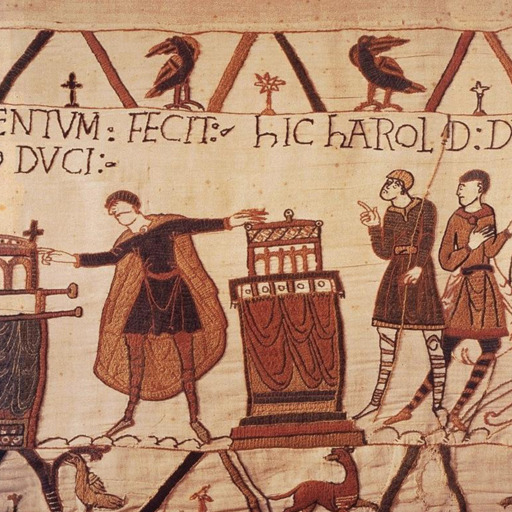 ENTVM : FECIT :- hIC hAROLD : D
DVCI :-